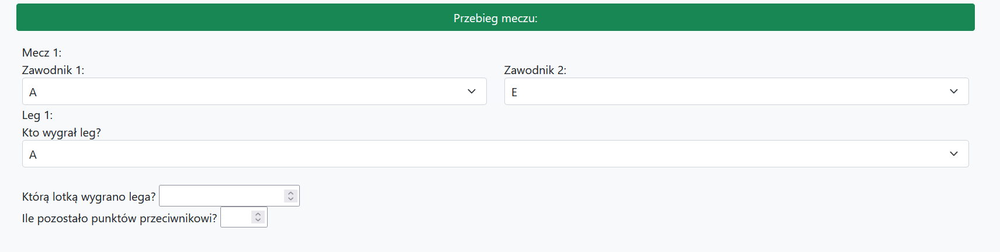 Przebieg meczu:
Mecz 1:
Zawodnik 1: Zawodnik 2:
A E
Leg 1:
Kto wygrał leg?
A
Którą lotką wygrano lega?
Ile pozostało punktów przeciwnikowi?